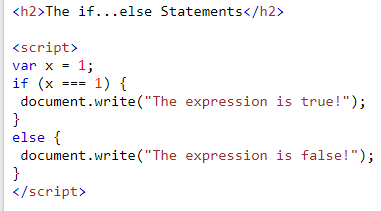 <h2>The if...else Statements</h2>
<script>
var x = 1;
if (x === 1) {
 document.write("The expression is true!");
}
else {
 document.write("The expression is false!");
}
</script>